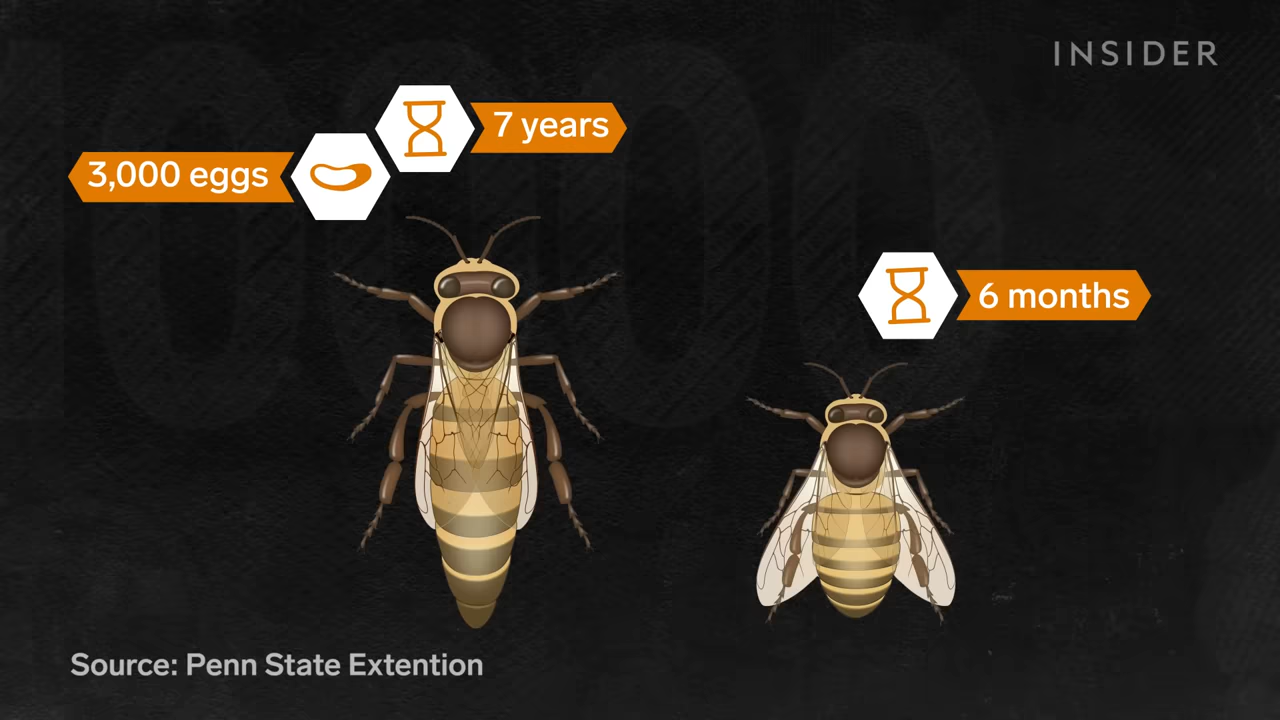 INSIDER
7 years
3,000 eggs
6 months
Source: Penn State Extention